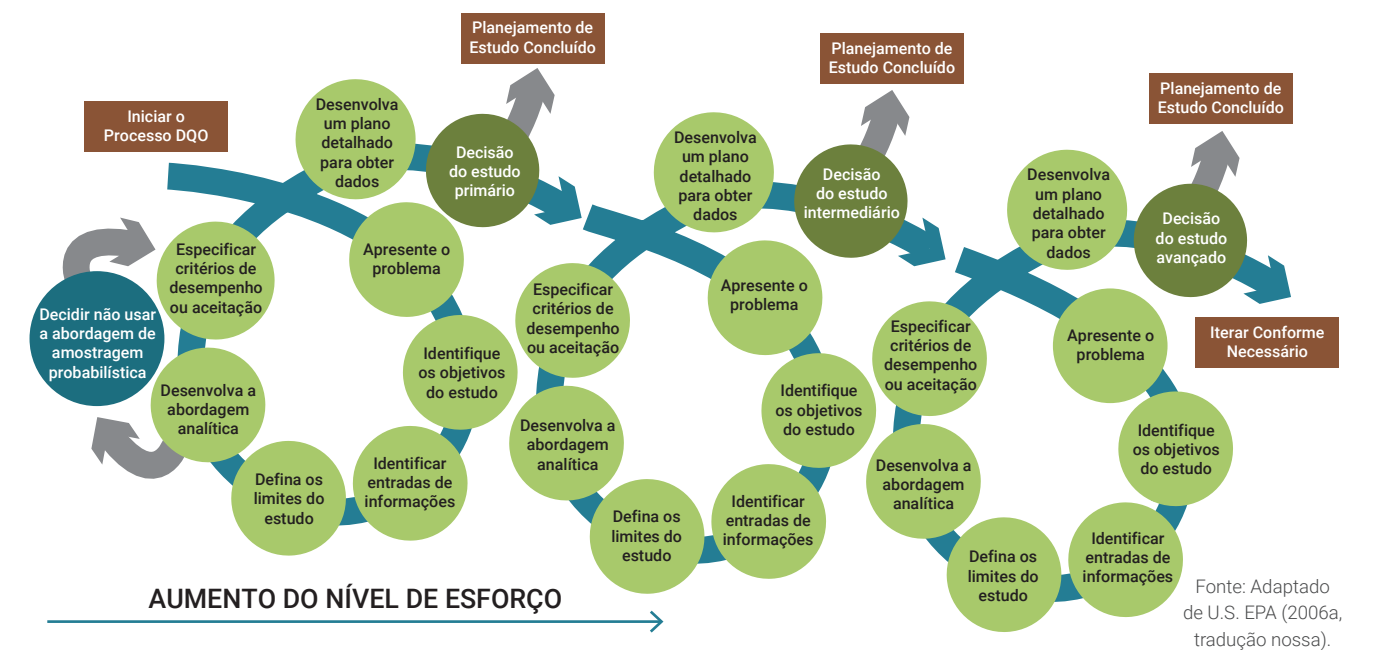 Iniciar o
Processo DQO
Planejamento de
Estudo Concluído
Apresente o
problema
Identifique
os objetivos
do estudo
Identificar
entradas de
informações
Defina os
limites do
estudo
Desenvolva a
abordagem
analítica
Decidir não usar
a abordagem de
amostragem
probabilística
Especificar
critérios de
desempenho
ou aceitação
Desenvolva
um plano
detalhado
para obter
dados
Decisão
do estudo
primário
Planejamento de
Estudo Concluído
Apresente o
problema
Identifique
os objetivos
do estudo
Identificar
entradas de
informações
Defina os
limites do
estudo
Desenvolva a
abordagem
analítica
Especificar
critérios de
desempenho
ou aceitação
Desenvolva
um plano
detalhado
para obter
dados
Decisão
do estudo
intermediário
Planejamento de
Estudo Concluído
Apresente o
problema
Identifique
os objetivos
do estudo
Identificar
entradas de
informações
Defina os
limites do
estudo
Desenvolva a
abordagem
analítica
Especificar
critérios de
desempenho
ou aceitação
Desenvolva
um plano
detalhado
para obter
dados
Decisão
do estudo
avançado
Iterar Conforme
Necessário
AUMENTO DO NÍVEL DE ESFORÇO
Fonte: Adaptado
de U.S. EPA (2006a,
tradução nossa).